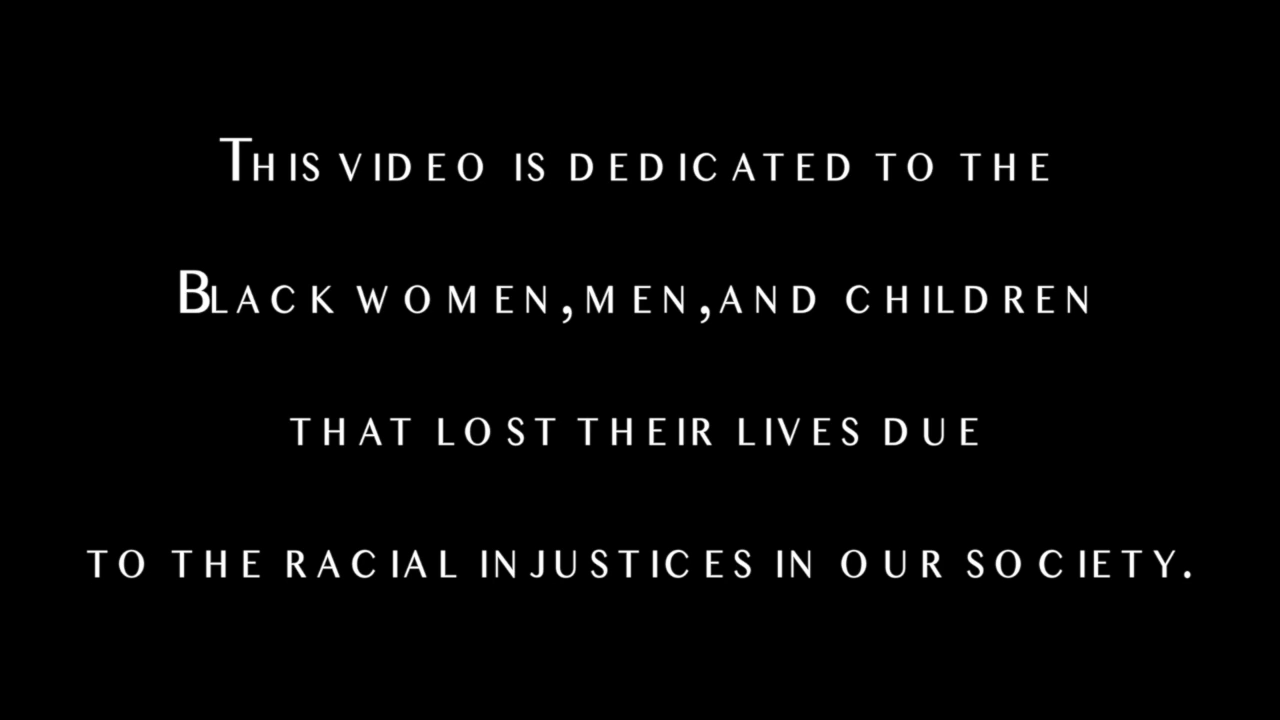 This video is dedicated to the
Black women, men, and children
that lost their lives due
to the racial injustices in our society.